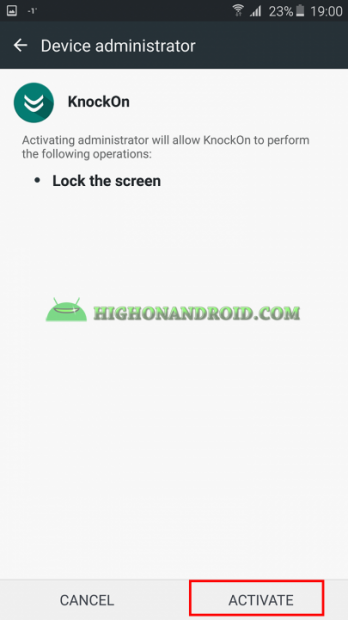 -1° 23% 19:00
Device administrator
KnockOn
Activating administrator will allow KnockOn to perform
the following operations:
• Lock the screen
HIGHONANDROID.COM
CANCEL ACTIVATE